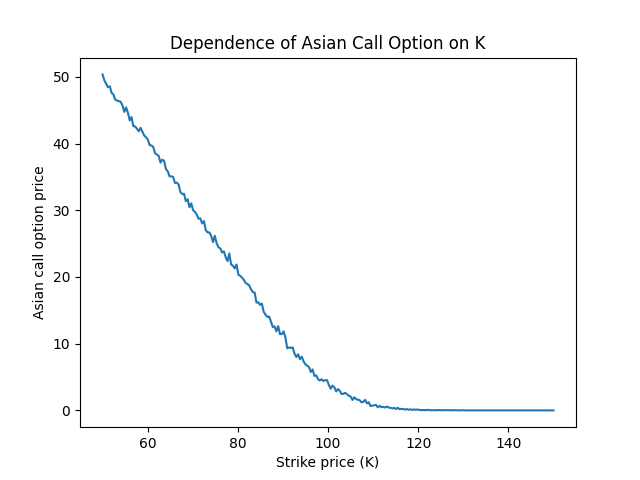 Dependence of Asian Call Option on K
50
40
30
20
10
0
Asian call option price
60 80 100 120 140
Strike price (K)